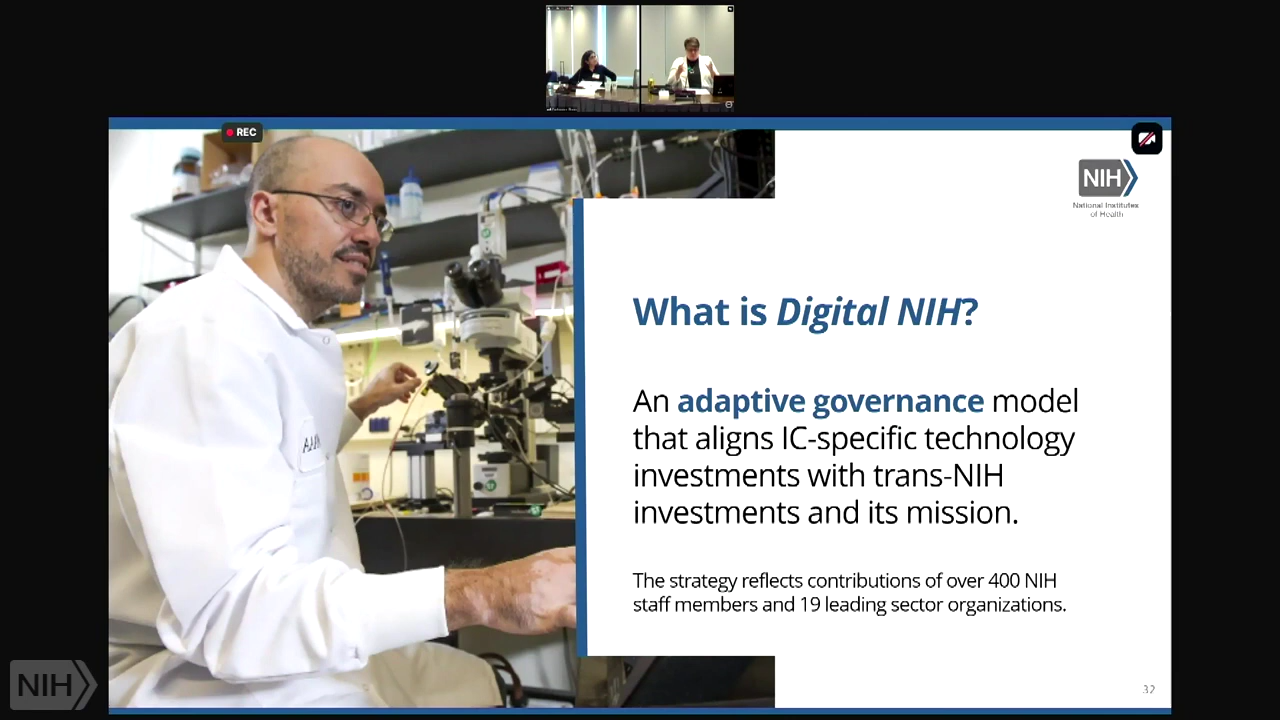 REC
NIH
National Institutes
of Health
What is Digital NIH?
An adaptive governance model
that aligns IC-specific technology
investments with trans-NIH
investments and its mission.
The strategy reflects contributions of over 400 NIH
staff members and 19 leading sector organizations.
32
NIH